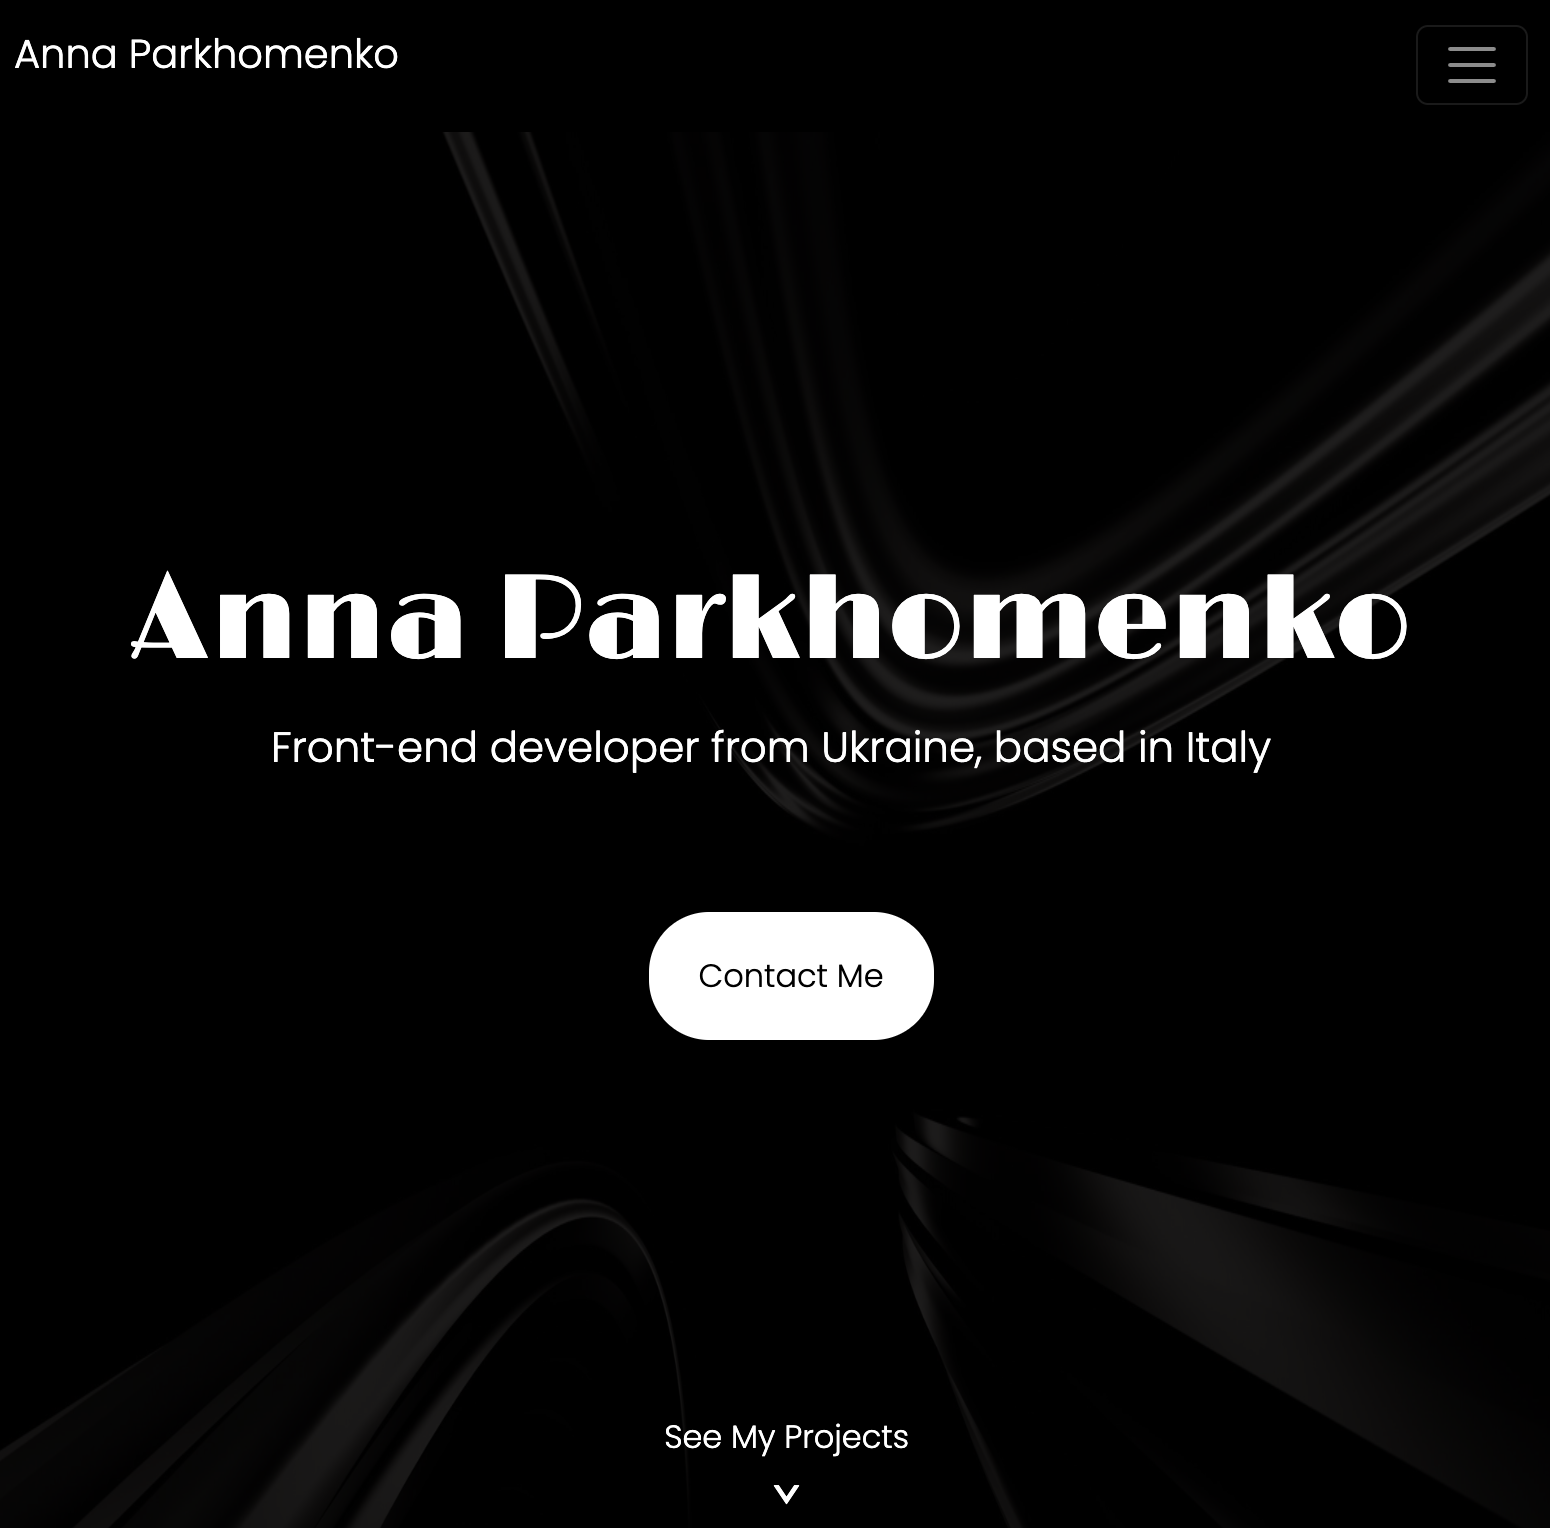 Anna Parkhomenko
Anna Parkhomenko
Front-end developer from Ukraine, based in Italy
Contact Me
See My Projects